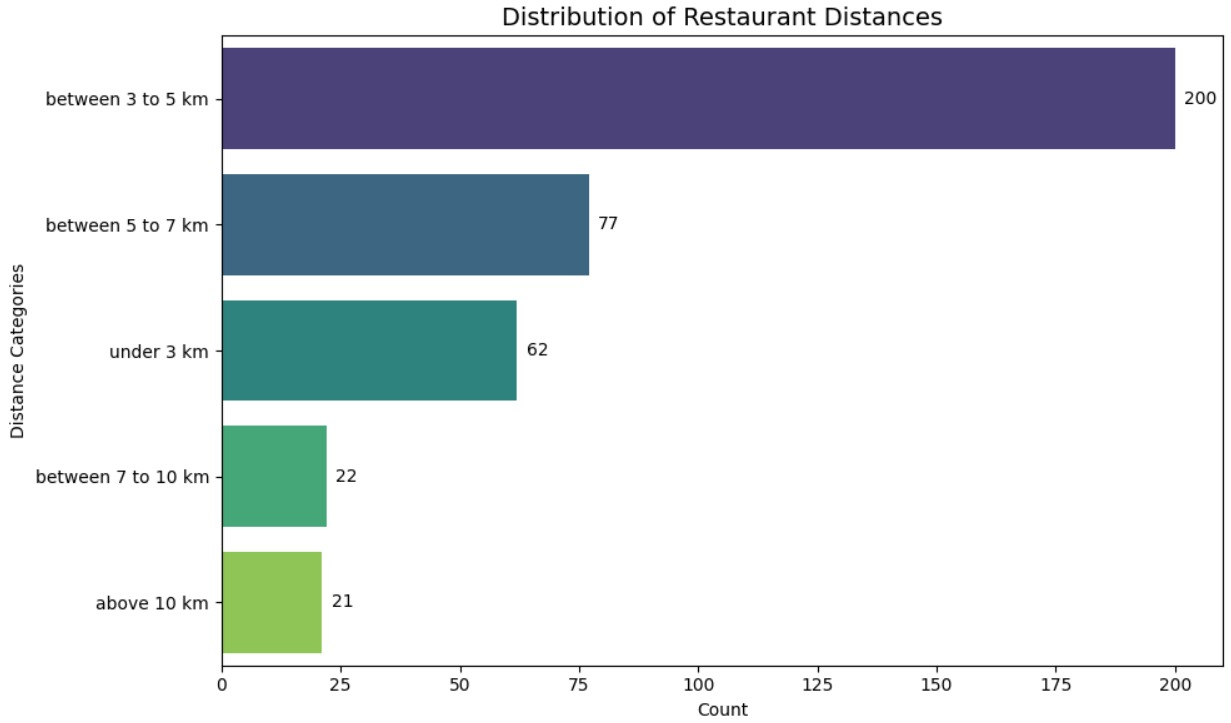 Distribution of Restaurant Distances
between 3 to 5 km
200
between 5 to 7 km
77
under 3 km
62
between 7 to 10 km
22
above 10 km
21
Distance Categories
0 25 50 75 100 125 150 175 200
Count